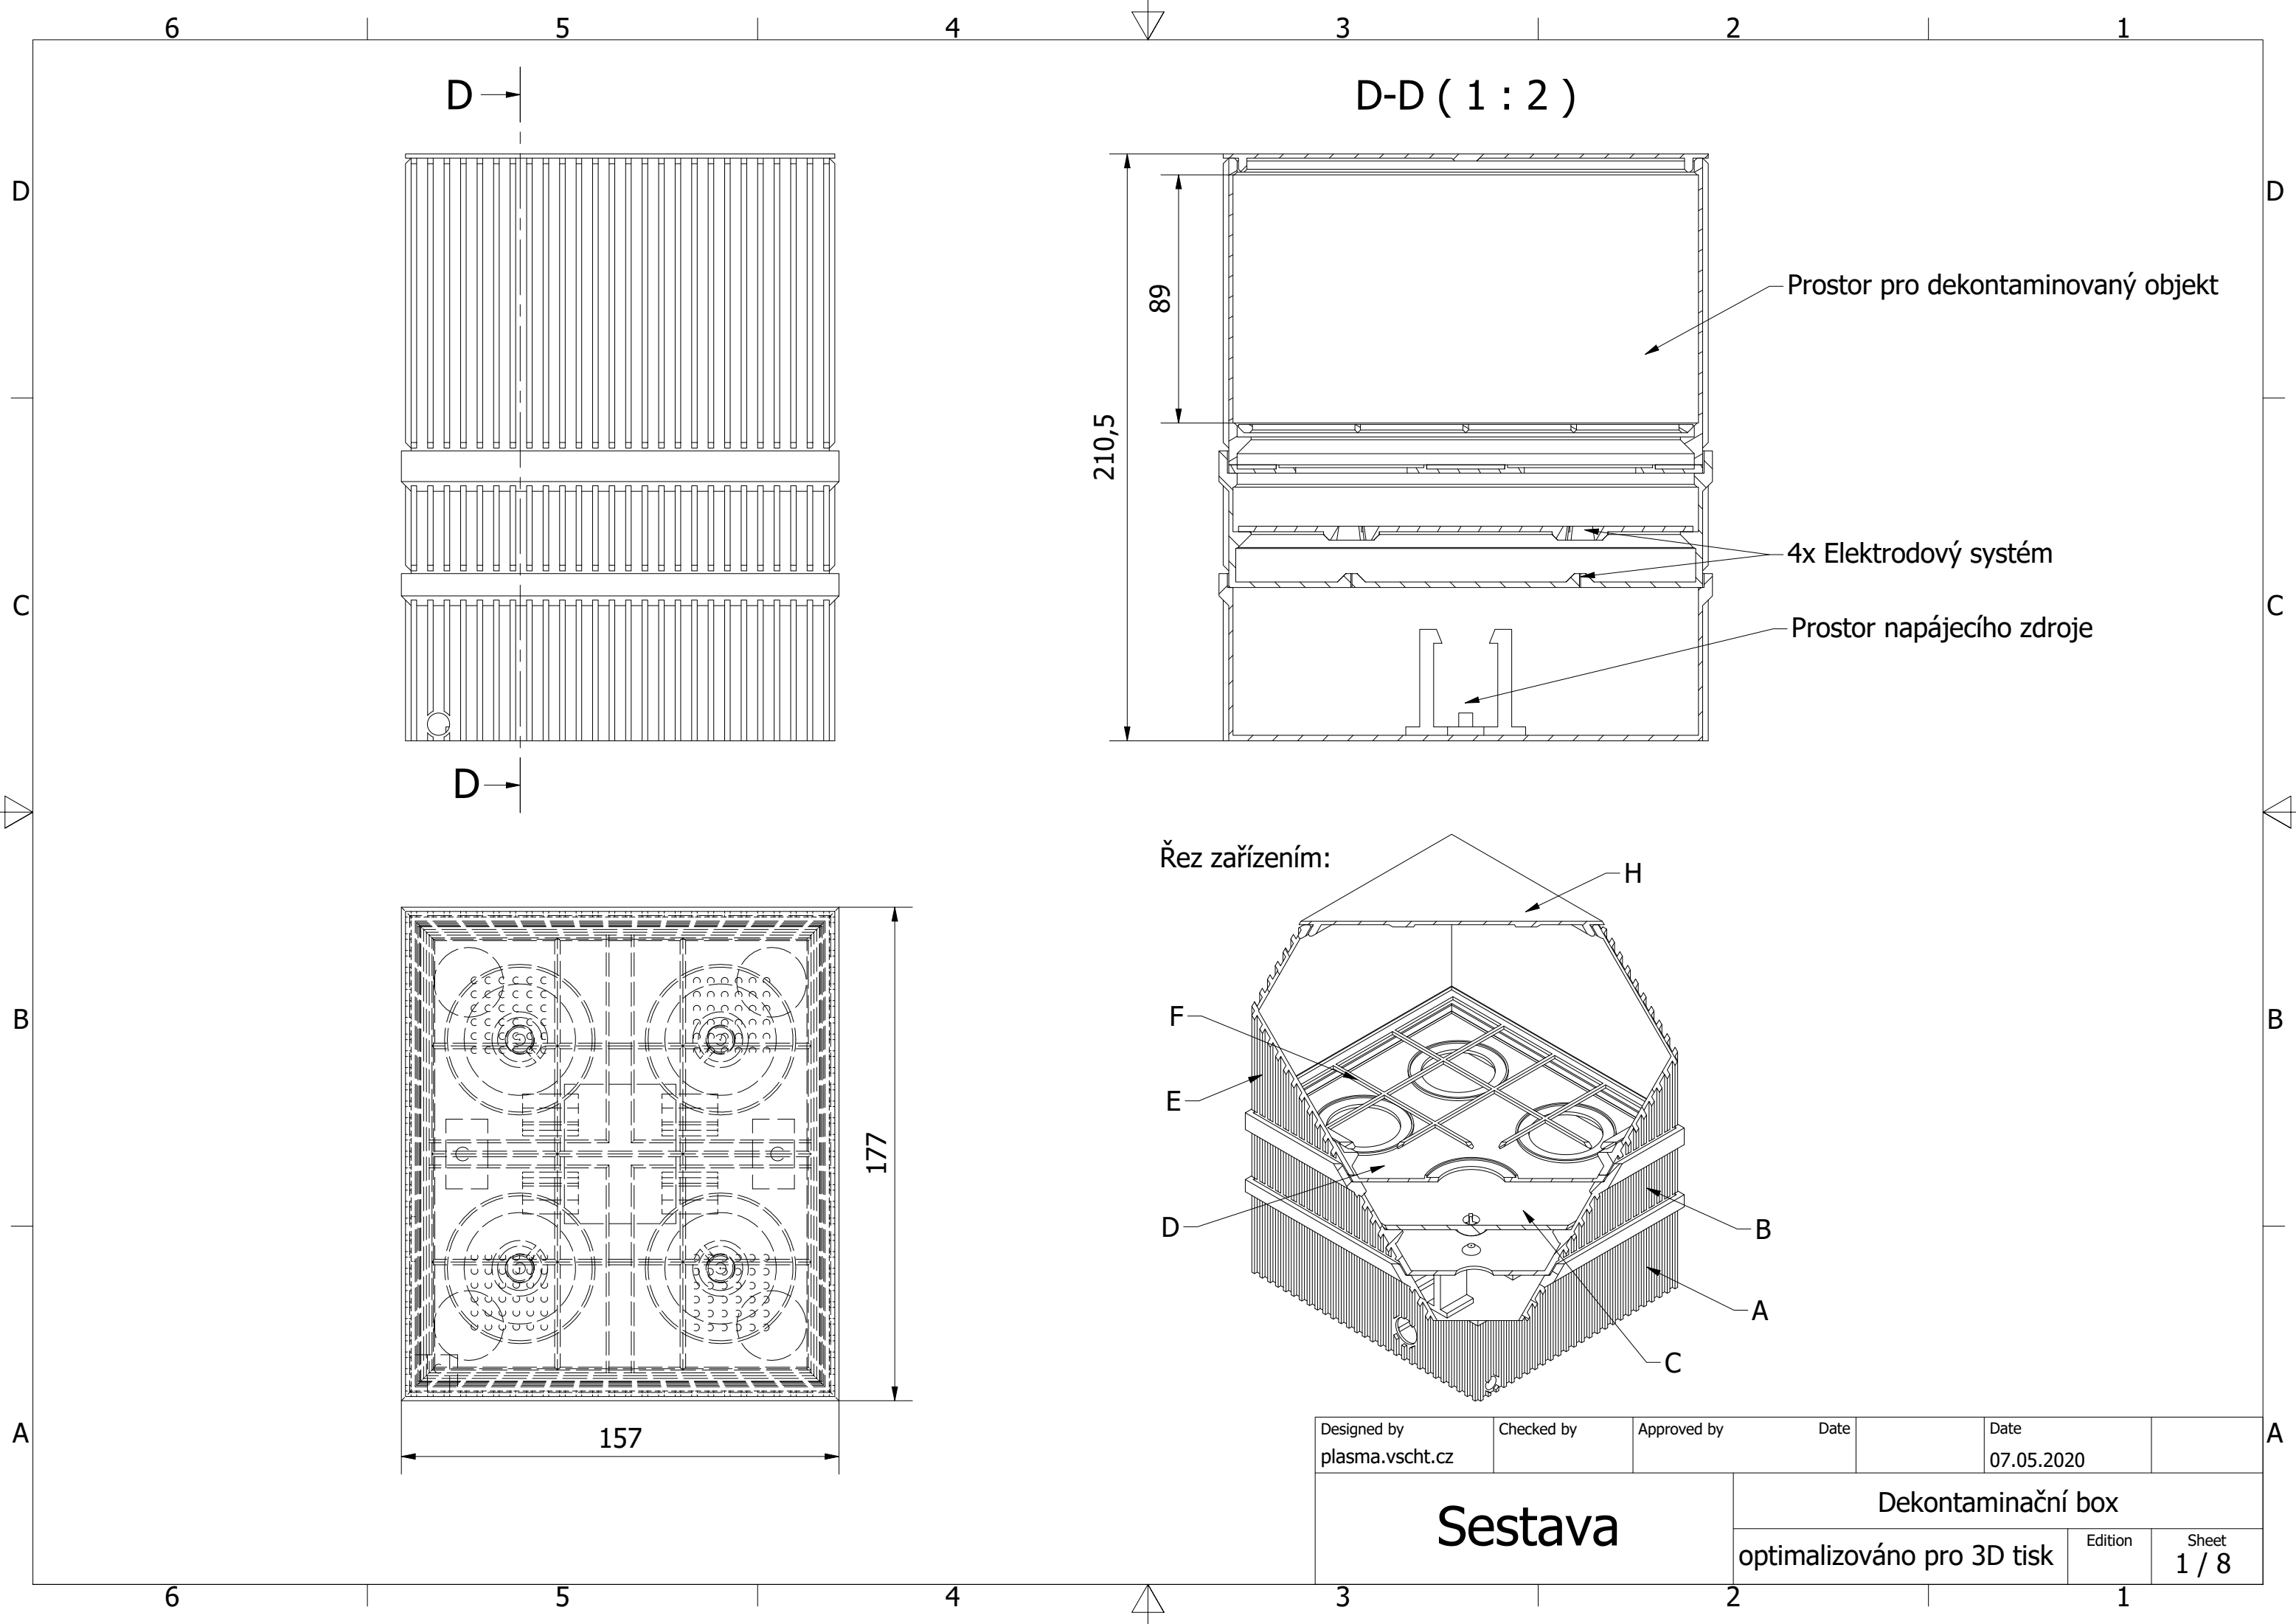 6 5 4 3 2 1
D
D-D ( 1 : 2 )
D D
89
Prostor pro dekontaminovaný objekt
210,5
4x Elektrodový systém
C C
Prostor napájecího zdroje
D
Řez zařízením:
H
F
B B
E
177
D
B
A
C
157
A A
Designed by
plasma.vscht.cz
Checked by
Approved by
Date
Date
07.05.2020
Sestava
Dekontaminační box
optimalizováno pro 3D tisk
Edition
Sheet
1 / 8
6 5 4 3 2 1